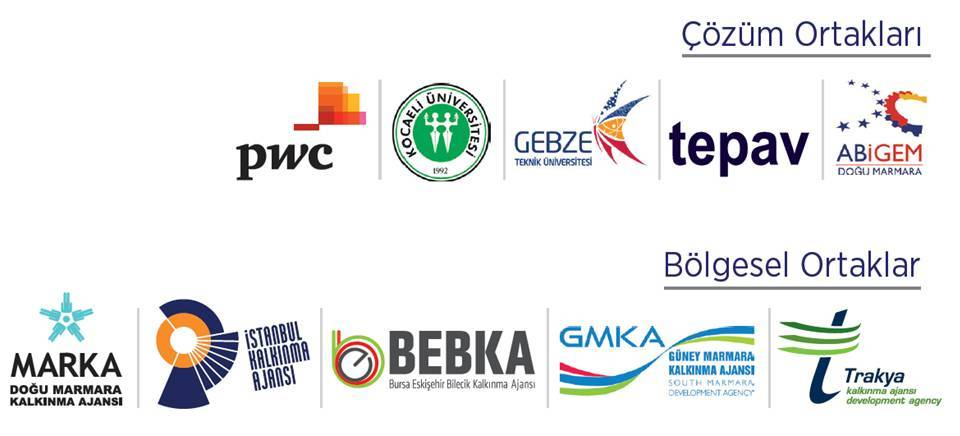 Çözüm Ortakları
pwc
KOCAELİ ÜNİVERSİTESİ
1992
GEBZE
TEKNİK ÜNİVERSİTESİ
tepav
ABiGEM
DOĞU MARMARA
Bölgesel Ortaklar
MARKA
DOĞU MARMARA
KALKINMA AJANSI
İSTANBUL
KALKINMA
AJANSI
BEBKA
Bursa Eskişehir Bilecik Kalkınma Ajansı
GMKA
GÜNEY MARMARA
KALKINMA AJANSI
SOUTH MARMARA
DEVELOPMENT AGENCY
Trakya
kalkınma ajansı
development agency